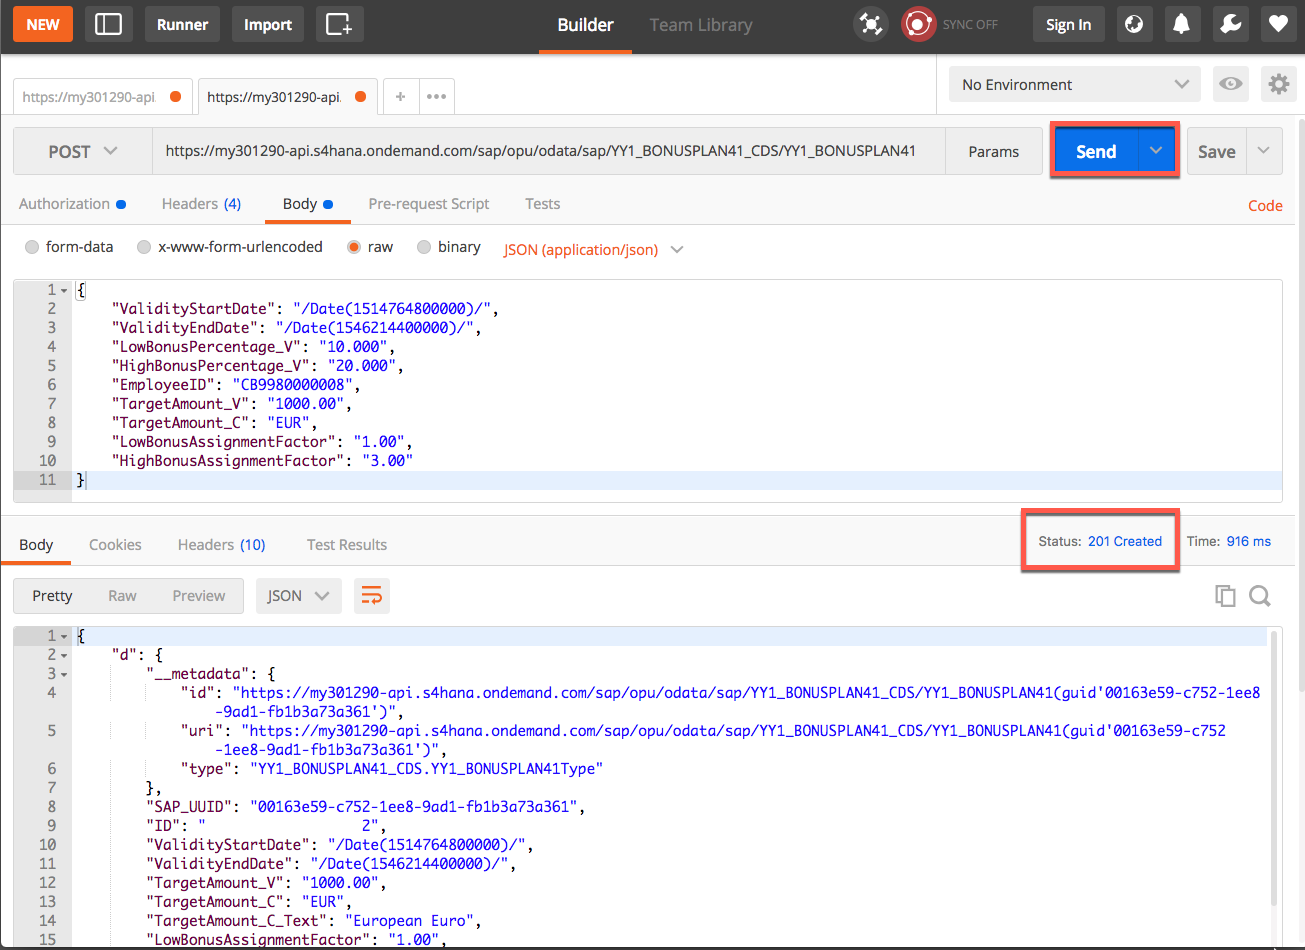 NEW Runner Import Builder Team Library SYNC OFF Sign In
https://my301290-api. https://my301290-api. + ••• No Environment
POST https://my301290-api.s4hana.ondemand.com/sap/opu/odata/sap/YY1_BONUSPLAN41_CDS/YY1_BONUSPLAN41 Params Send Save
Authorization Headers (4) Body Pre-request Script Tests Code
form-data x-www-form-urlencoded raw binary JSON (application/json)
1 {
2 "ValidityStartDate": "/Date(1514764800000)/",
3 "ValidityEndDate": "/Date(1546214400000)/",
4 "LowBonusPercentage_V": "10.000",
5 "HighBonusPercentage_V": "20.000",
6 "EmployeeID": "CB9980000008",
7 "TargetAmount_V": "1000.00",
8 "TargetAmount_C": "EUR",
9 "LowBonusAssignmentFactor": "1.00",
10 "HighBonusAssignmentFactor": "3.00"
11 }
Body Cookies Headers (10) Test Results Status: 201 Created Time: 916 ms
Pretty Raw Preview JSON
1 {
2 "d": {
3 "__metadata": {
4 "id": "https://my301290-api.s4hana.ondemand.com/sap/opu/odata/sap/YY1_BONUSPLAN41_CDS/YY1_BONUSPLAN41(guid'00163e59-c752-1ee8
-9ad1-fb1b3a73a361')",
5 "uri": "https://my301290-api.s4hana.ondemand.com/sap/opu/odata/sap/YY1_BONUSPLAN41_CDS/YY1_BONUSPLAN41(guid'00163e59-c752
-1ee8-9ad1-fb1b3a73a361')",
6 "type": "YY1_BONUSPLAN41_CDS.YY1_BONUSPLAN41Type"
7 },
8 "SAP_UUID": "00163e59-c752-1ee8-9ad1-fb1b3a73a361",
9 "ID": "                  2",
10 "ValidityStartDate": "/Date(1514764800000)/",
11 "ValidityEndDate": "/Date(1546214400000)/",
12 "TargetAmount_V": "1000.00",
13 "TargetAmount_C": "EUR",
14 "TargetAmount_C_Text": "European Euro",
15 "LowBonusAssignmentFactor": "1.00",